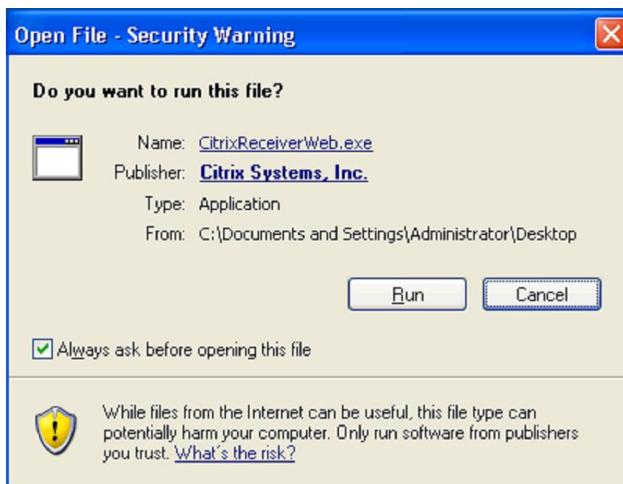 Open File - Security Warning
Do you want to run this file?
Name: CitrixReceiverWeb.exe
Publisher: Citrix Systems, Inc.
Type: Application
From: C:\Documents and Settings\Administrator\Desktop
Run Cancel
Always ask before opening this file
While files from the Internet can be useful, this file type can
potentially harm your computer. Only run software from publishers
you trust. What's the risk?